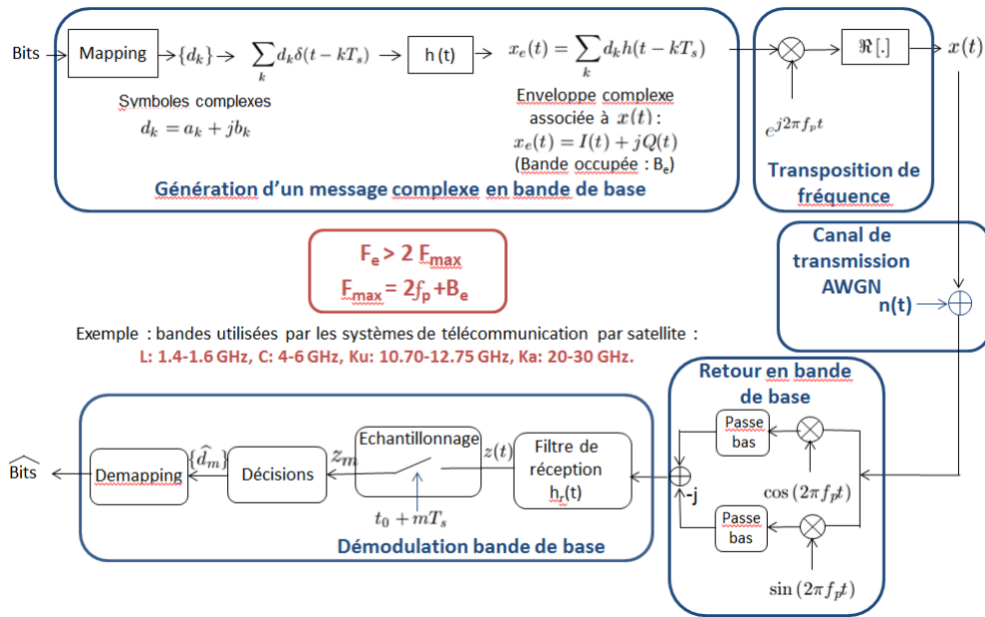 Bits
Mapping
{d_k}
∑_k d_k δ(t − kT_s)
h (t)
x_e(t) = ∑_k d_k h(t − kT_s)
ℜ[.]
x(t)
Symboles complexes
d_k = a_k + jb_k
Enveloppe complexe
associée à x(t) :
x_e(t) = I(t) + jQ(t)
(Bande occupée : B_e)
e^{j2πf_p t}
Génération d'un message complexe en bande de base
Transposition de
fréquence
F_e > 2 F_max
F_max = 2f_p +B_e
Canal de
transmission
AWGN
n(t)
Exemple : bandes utilisées par les systèmes de télécommunication par satellite :
L: 1.4-1.6 GHz, C: 4-6 GHz, Ku: 10.70-12.75 GHz, Ka: 20-30 GHz.
Retour en bande
de base
Passe
bas
cos (2πf_p t)
-j
Passe
bas
sin (2πf_p t)
Filtre de
réception
h_r(t)
z(t)
Echantillonnage
t_0 + mT_s
z_m
Décisions
{d̂_m}
Demapping
B̂its
Démodulation bande de base